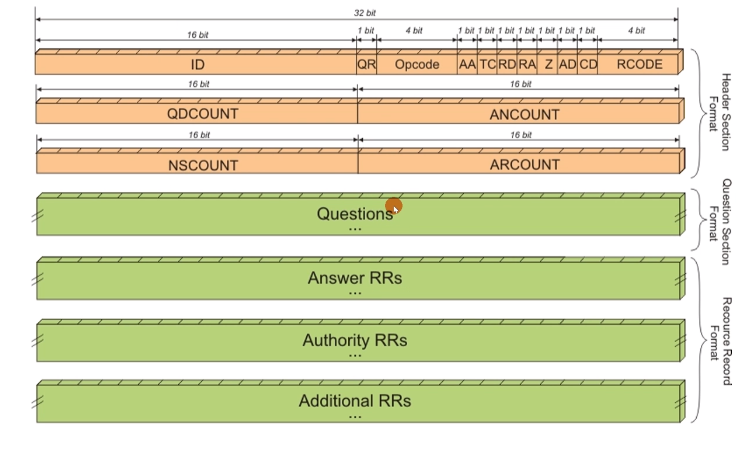 32 bit
16 bit 1 bit 4 bit 1 bit 1 bit 1 bit 1 bit 1 bit 1 bit 1 bit 4 bit
ID QR Opcode AA TC RD RA Z AD CD RCODE
16 bit 16 bit
QDCOUNT ANCOUNT
16 bit 16 bit
NSCOUNT ARCOUNT
Header Section
Format
Questions
...
Question Section
Format
Answer RRs
...
Authority RRs
...
Additional RRs
...
Recource Record
Format